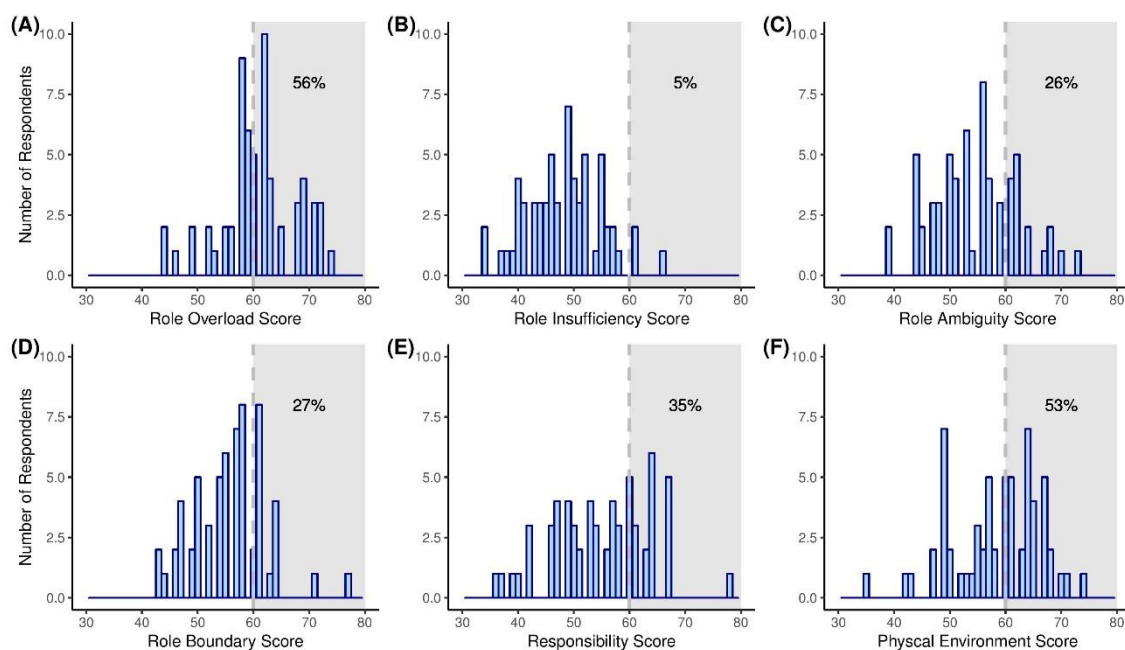 (A) (B) (C)
10.0 10.0 10.0
56% 5% 26%
7.5 7.5 7.5
Number of Respondents
5.0 5.0 5.0
2.5 2.5 2.5
0.0 0.0 0.0
30 40 50 60 70 80 30 40 50 60 70 80 30 40 50 60 70 80
Role Overload Score Role Insufficiency Score Role Ambiguity Score
(D) (E) (F)
10.0 10.0 10.0
27% 35% 53%
7.5 7.5 7.5
Number of Respondents
5.0 5.0 5.0
2.5 2.5 2.5
0.0 0.0 0.0
30 40 50 60 70 80 30 40 50 60 70 80 30 40 50 60 70 80
Role Boundary Score Responsibility Score Physcal Environment Score